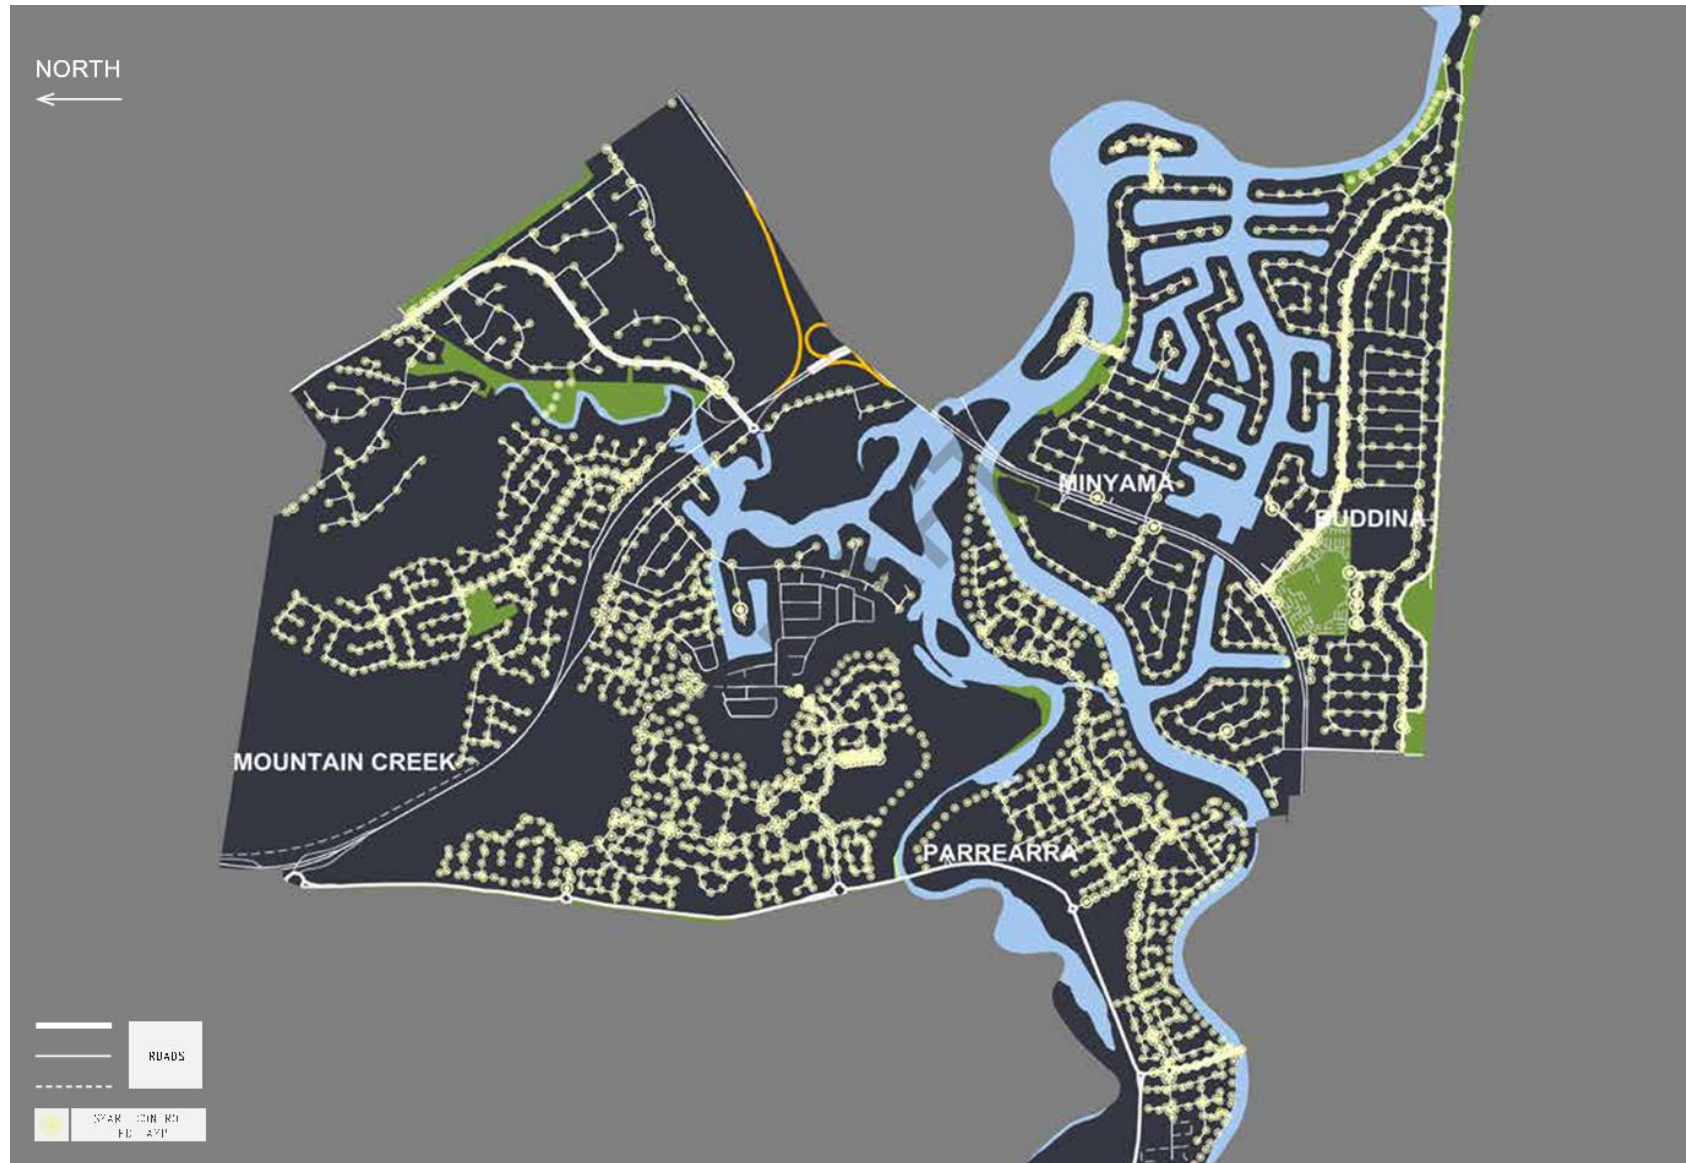 NORTH
MINYAMA
BUDDINA
MOUNTAIN CREEK
PARREARRA
ROADS